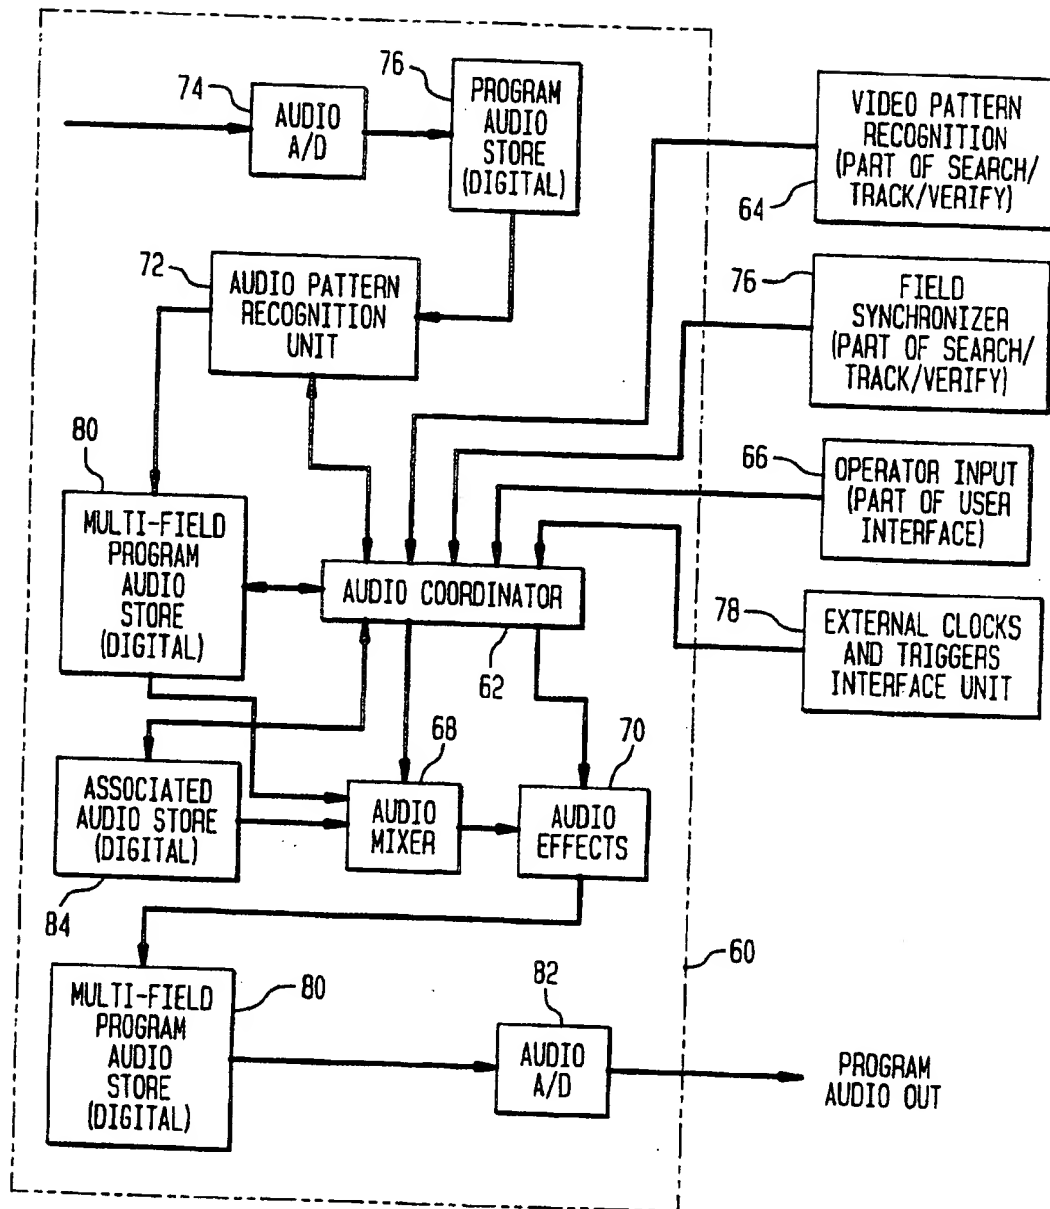 74
AUDIO
A/D
76
PROGRAM
AUDIO
STORE
(DIGITAL)
VIDEO PATTERN
RECOGNITION
(PART OF SEARCH/
TRACK/VERIFY)
64
72
AUDIO PATTERN
RECOGNITION
UNIT
76
FIELD
SYNCHRONIZER
(PART OF SEARCH/
TRACK/VERIFY)
80
MULTI-FIELD
PROGRAM
AUDIO
STORE
(DIGITAL)
66
OPERATOR INPUT
(PART OF USER
INTERFACE)
AUDIO COORDINATOR
62
78
EXTERNAL CLOCKS
AND TRIGGERS
INTERFACE UNIT
ASSOCIATED
AUDIO STORE
(DIGITAL)
84
68
AUDIO
MIXER
70
AUDIO
EFFECTS
60
MULTI-FIELD
PROGRAM
AUDIO
STORE
(DIGITAL)
80
82
AUDIO
A/D
PROGRAM
AUDIO OUT